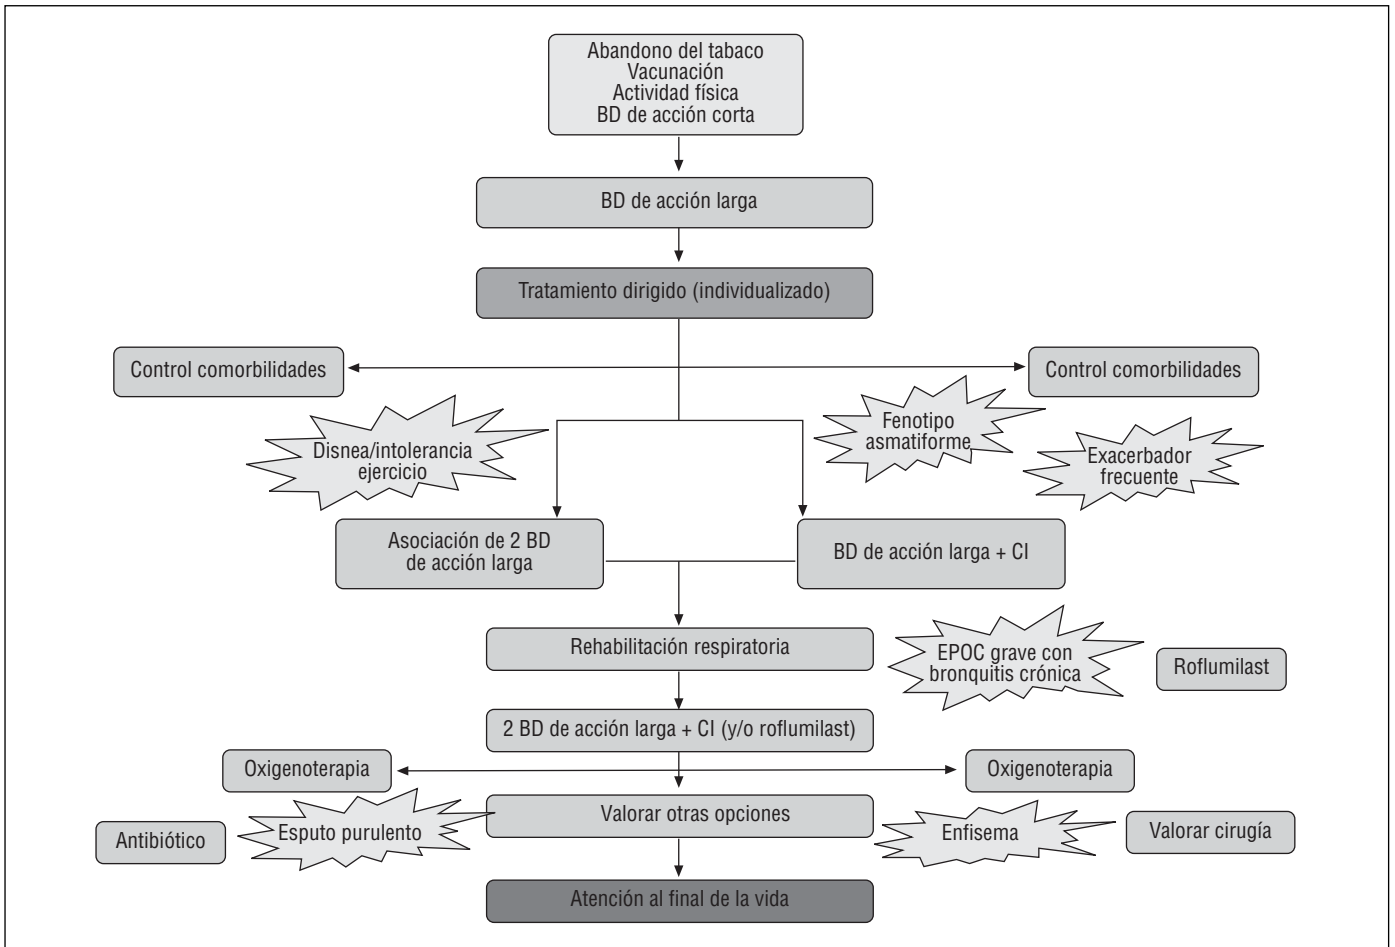 Abandono del tabaco
Vacunación
Actividad física
BD de acción corta
BD de acción larga
Tratamiento dirigido (individualizado)
Control comorbilidades
Control comorbilidades
Disnea/intolerancia
ejercicio
Fenotipo
asmatiforme
Exacerbador
frecuente
Asociación de 2 BD
de acción larga
BD de acción larga + CI
Rehabilitación respiratoria
EPOC grave con
bronquitis crónica
Roflumilast
2 BD de acción larga + CI (y/o roflumilast)
Oxigenoterapia
Oxigenoterapia
Antibiótico
Esputo purulento
Valorar otras opciones
Enfisema
Valorar cirugía
Atención al final de la vida